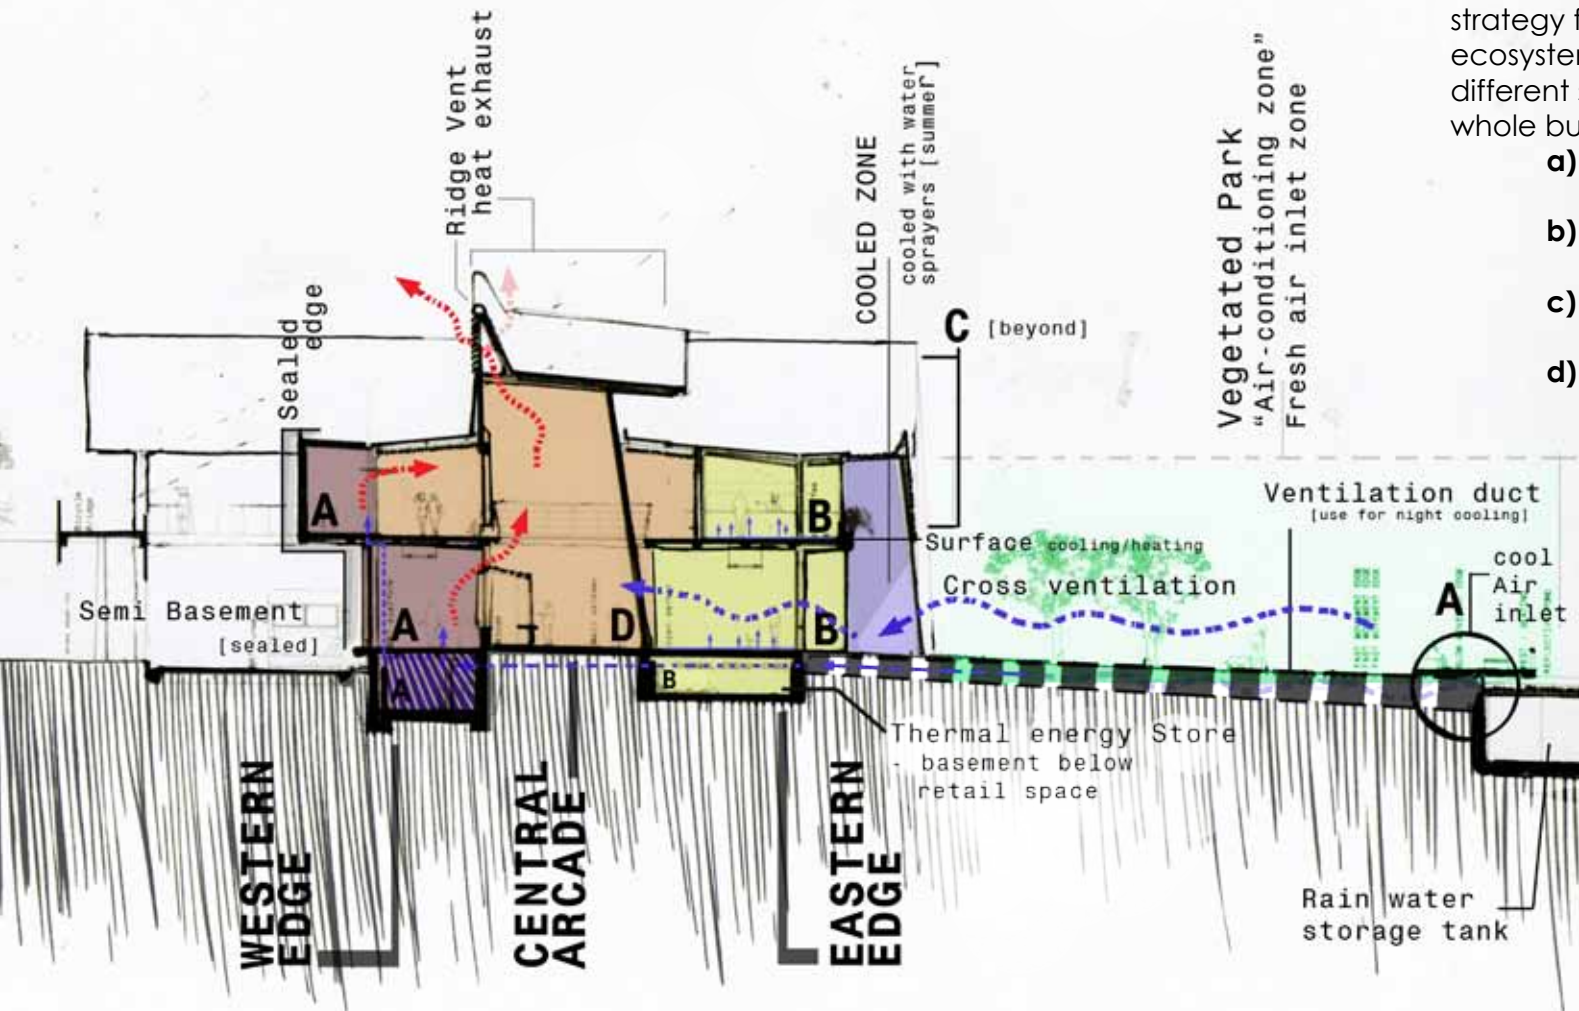 strategy f
ecosyster
different
whole bu
a)
b)
c)
d)
Ridge Vent
heat exhaust
Sealed
edge
COOLED ZONE
cooled with water
sprayers [summer]
C [beyond]
Vegetated Park
“Air-conditioning zone”
Fresh air inlet zone
Ventilation duct
[use for night cooling]
A
B
Surface cooling/heating
Cross ventilation
cool
Air
inlet
A
Semi Basement
[sealed]
A
D
B
A
B
Thermal energy Store
- basement below
retail space
WESTERN
EDGE
CENTRAL
ARCADE
EASTERN
EDGE
Rain water
storage tank